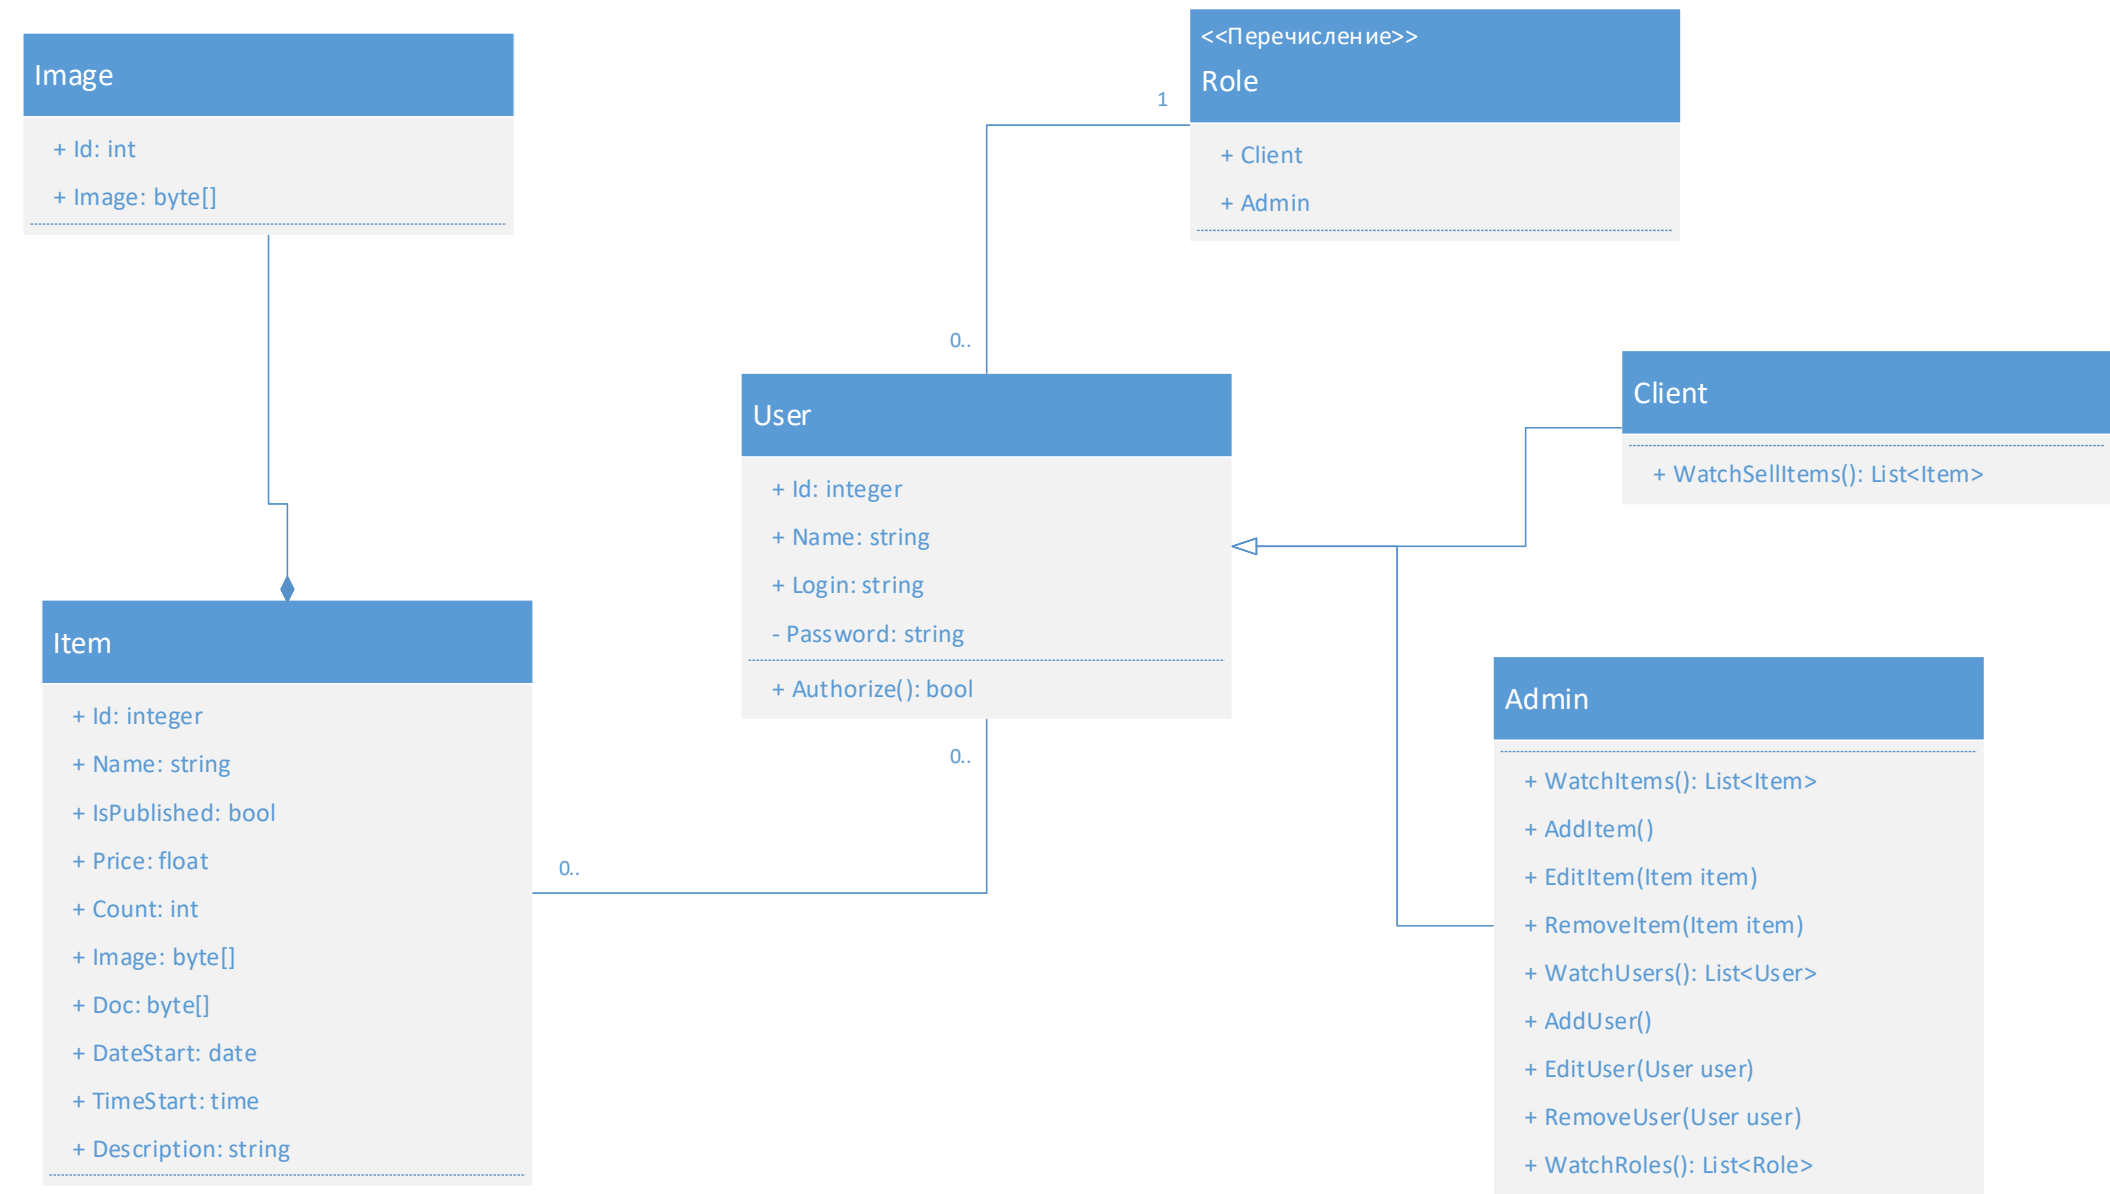 Image
+ Id: int
+ Image: byte[]
<<Перечисление>>
Role
+ Client
+ Admin
1
0..
User
+ Id: integer
+ Name: string
+ Login: string
- Password: string
+ Authorize(): bool
0..
0..
Client
+ WatchSellItems(): List<Item>
Item
+ Id: integer
+ Name: string
+ IsPublished: bool
+ Price: float
+ Count: int
+ Image: byte[]
+ Doc: byte[]
+ DateStart: date
+ TimeStart: time
+ Description: string
Admin
+ WatchItems(): List<Item>
+ AddItem()
+ EditItem(Item item)
+ RemoveItem(Item item)
+ WatchUsers(): List<User>
+ AddUser()
+ EditUser(User user)
+ RemoveUser(User user)
+ WatchRoles(): List<Role>